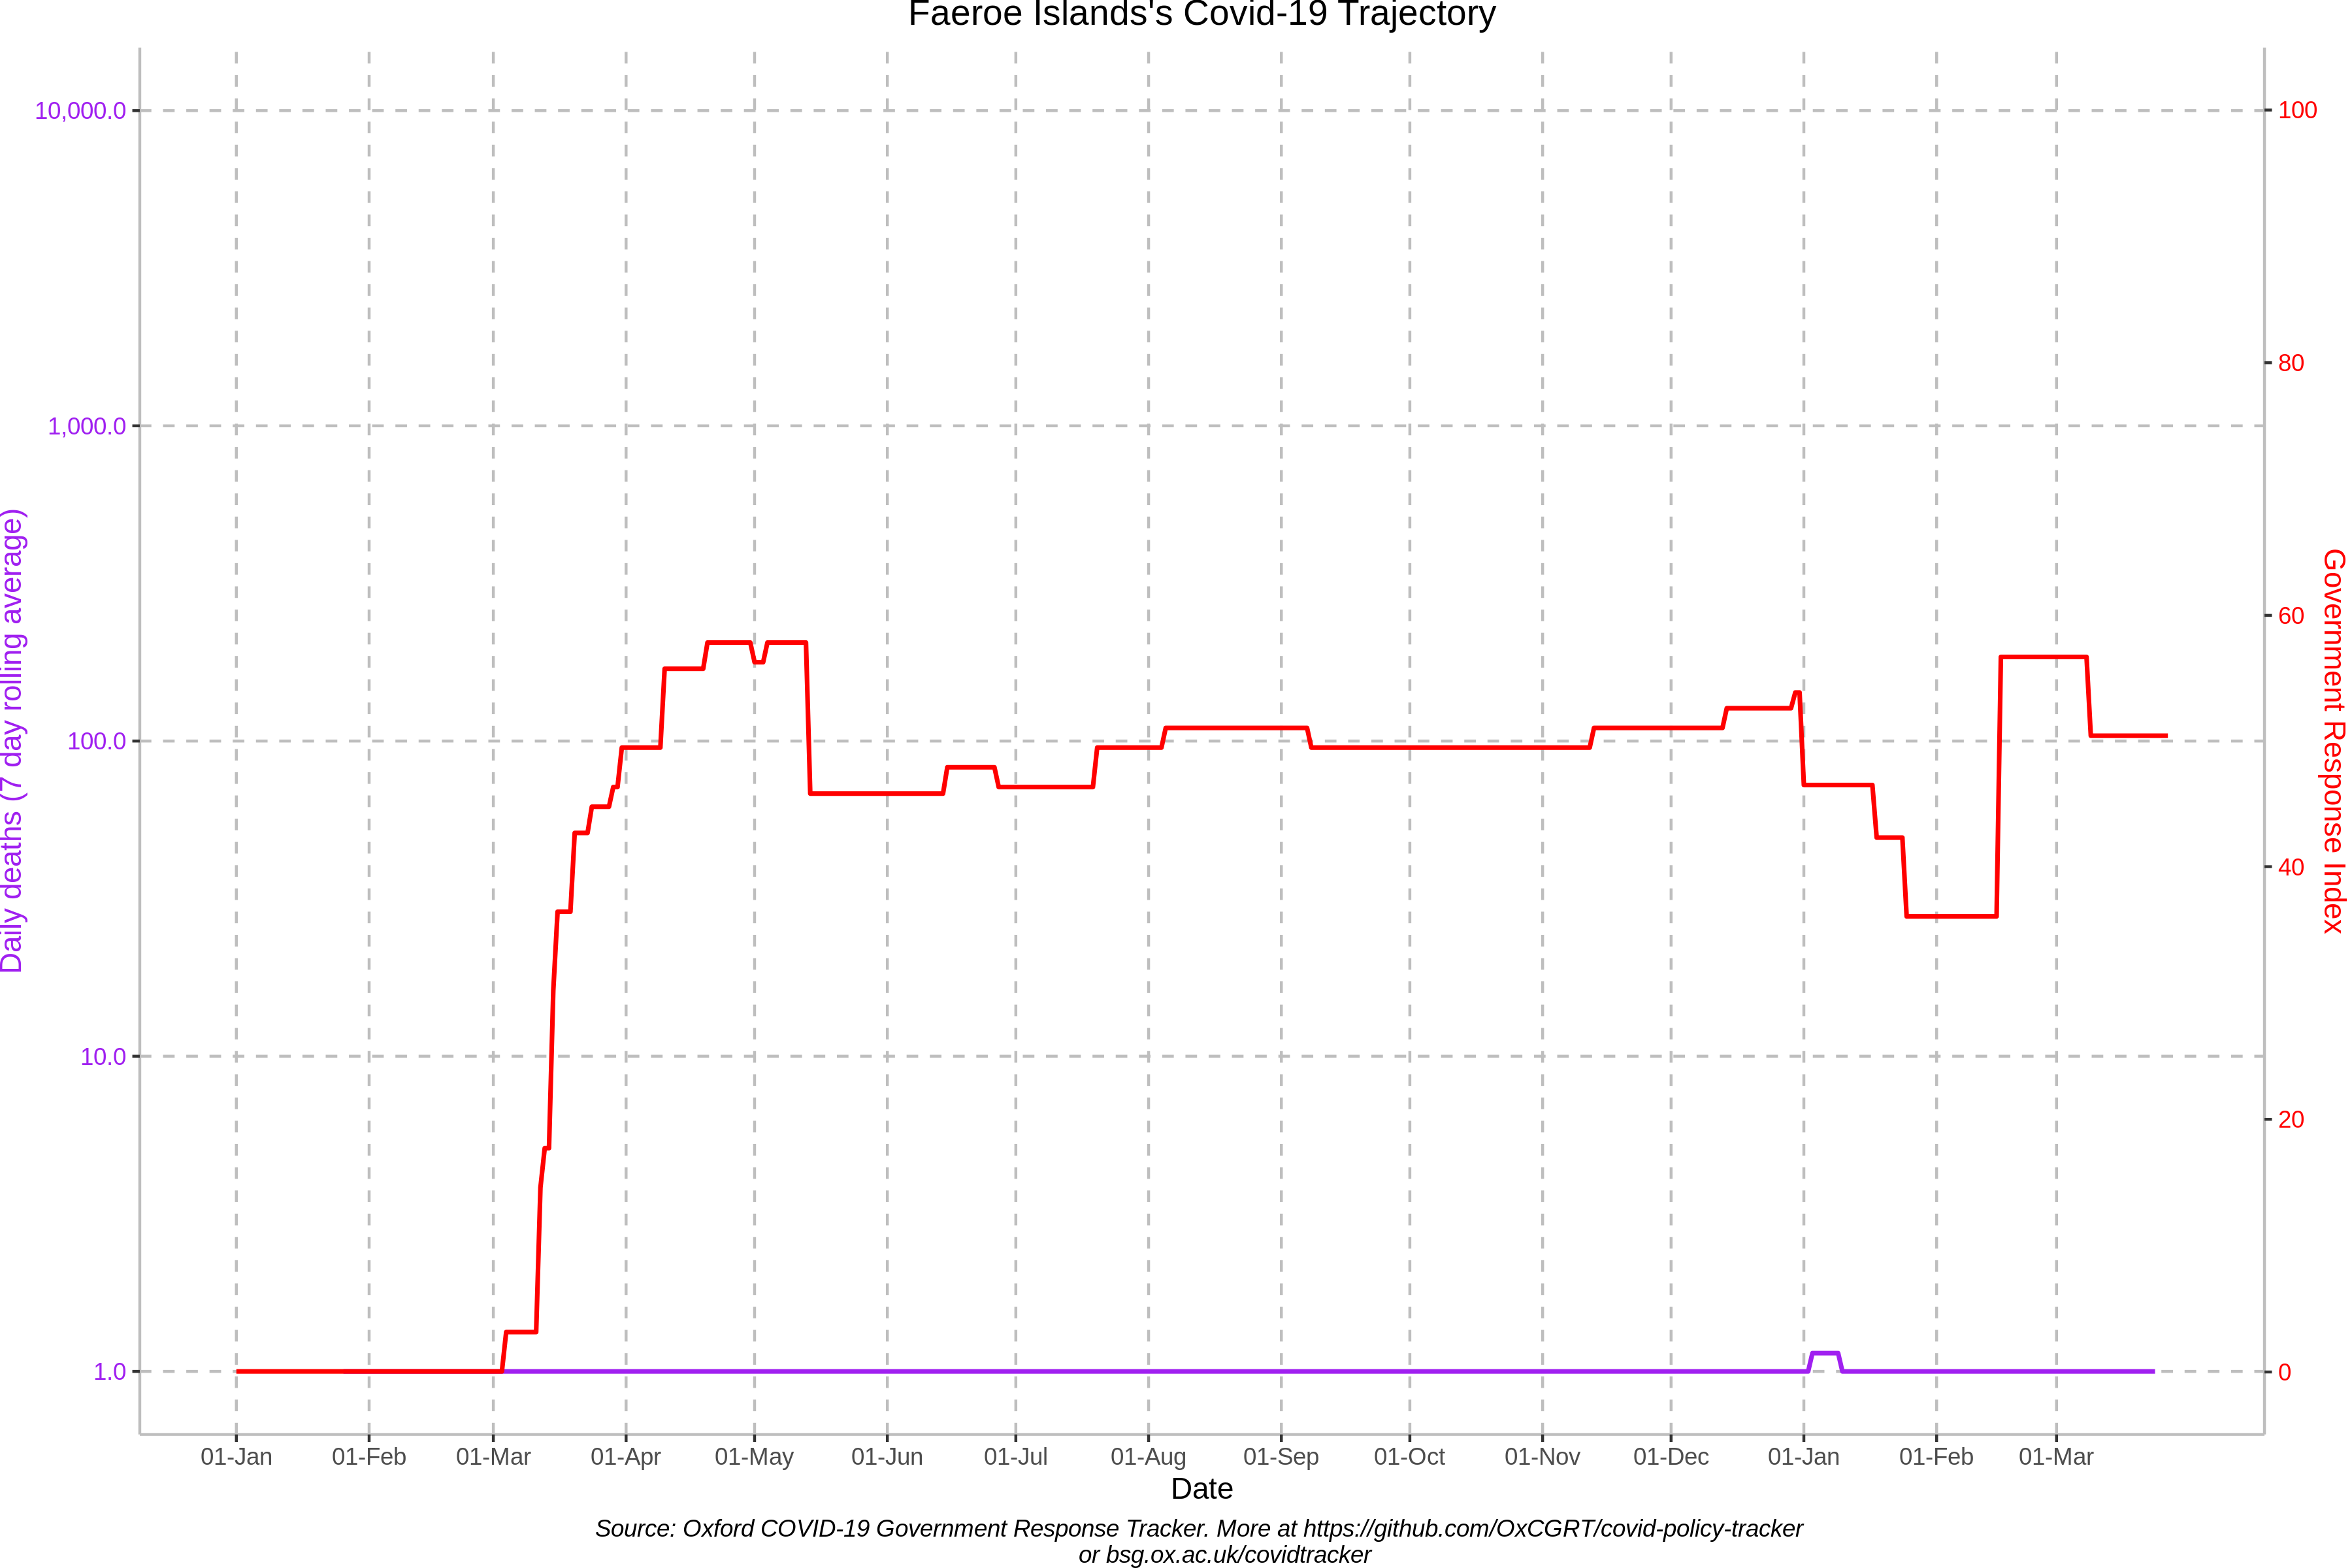 Faeroe Islands's Covid-19 Trajectory
10,000.0
1,000.0
100.0
10.0
1.0
Daily deaths (7 day rolling average)
100
80
60
40
20
0
Government Response Index
01-Jan 01-Feb 01-Mar 01-Apr 01-May 01-Jun 01-Jul 01-Aug 01-Sep 01-Oct 01-Nov 01-Dec 01-Jan 01-Feb 01-Mar
Date
Source: Oxford COVID-19 Government Response Tracker. More at https://github.com/OxCGRT/covid-policy-tracker
or bsg.ox.ac.uk/covidtracker